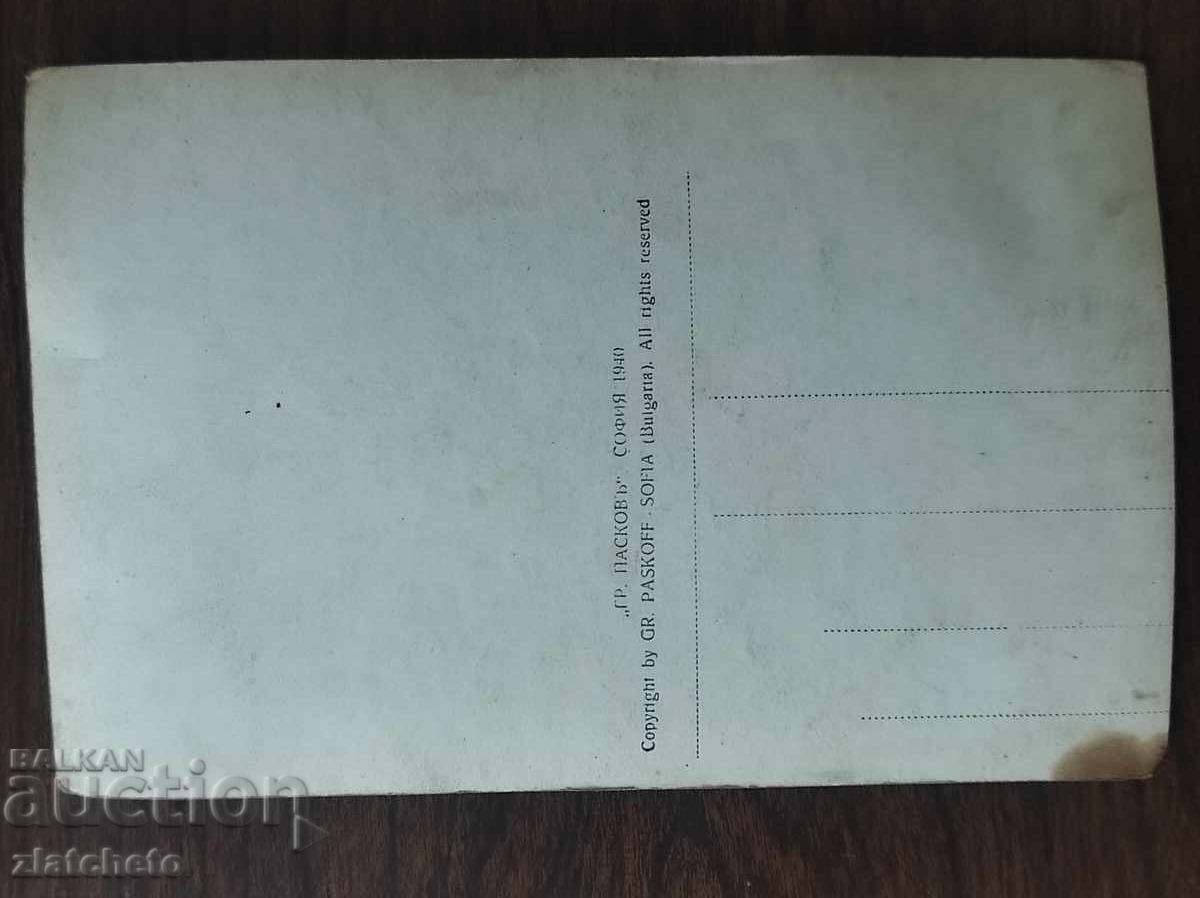 „ГР. ПАСКОВЪ“. СОФИЯ 1940
Copyright by GR. PASKOFF - SOFIA (Bulgaria). All rights reserved
BALKAN
auction
zlatcheto